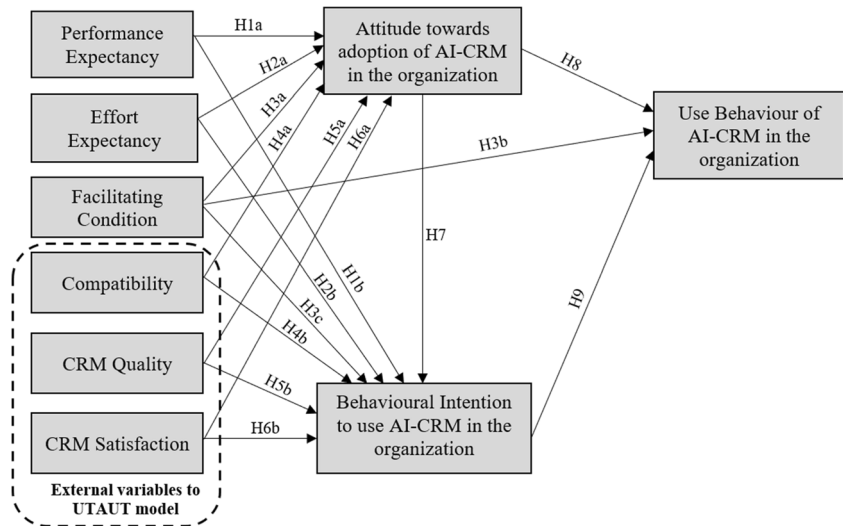 Performance
Expectancy
Effort
Expectancy
Facilitating
Condition
Compatibility
CRM Quality
CRM Satisfaction
External variables to
UTAUT model
H1a
H2a
H3a
H4a
H5a
H6a
Attitude towards
adoption of AI-CRM
in the organization
H8
H3b
H7
H1b
H2b
H3c
H4b
H5b
H6b
H9
Behavioural Intention
to use AI-CRM in the
organization
Use Behaviour of
AI-CRM in the
organization